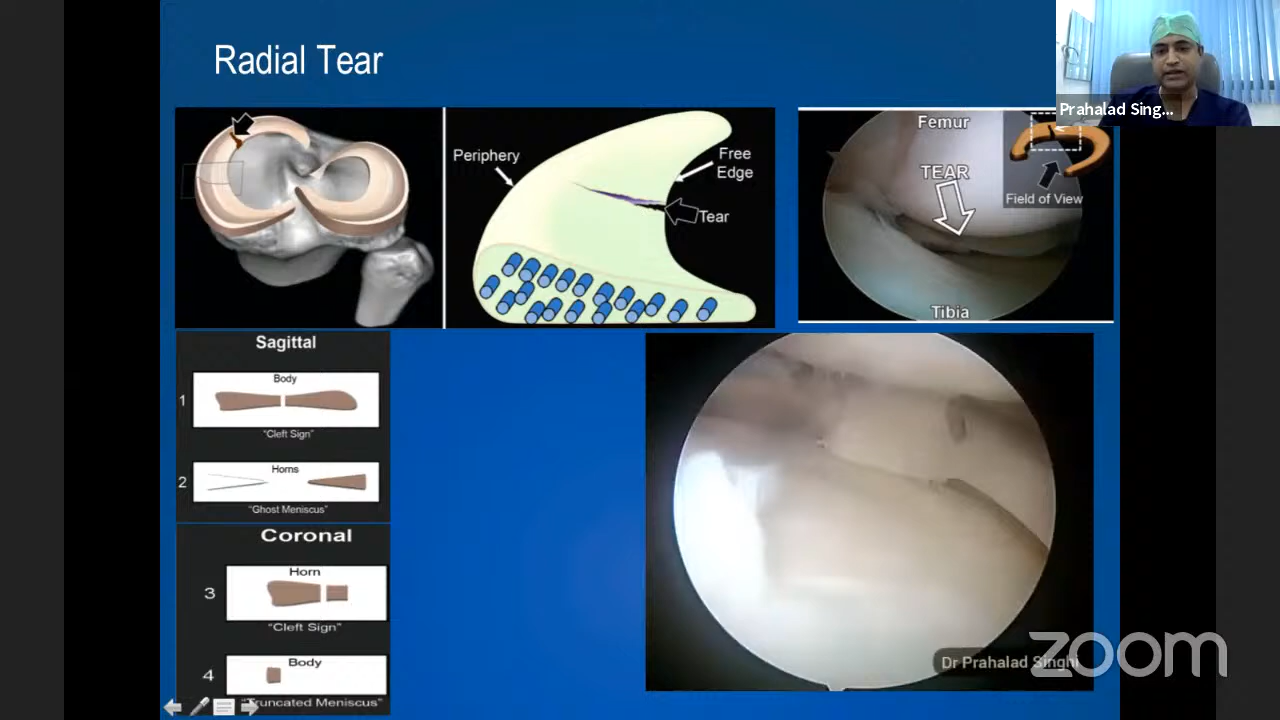 Radial Tear
Prahalad Sing...
Periphery
Free
Edge
Tear
Femur
TEAR
Field of View
Tibia
Sagittal
Body
1
"Cleft Sign"
Horns
2
"Ghost Meniscus"
Coronal
Horn
3
"Cleft Sign"
Body
4
"Truncated Meniscus"
Dr Prahalad Singhi
zoom